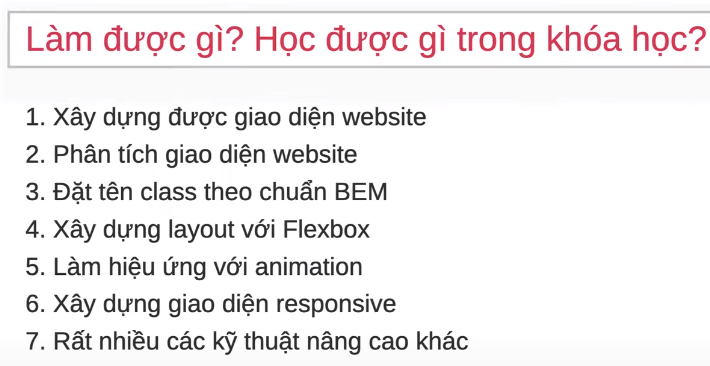 Làm được gì? Học được gì trong khóa học?
1. Xây dựng được giao diện website
2. Phân tích giao diện website
3. Đặt tên class theo chuẩn BEM
4. Xây dựng layout với Flexbox
5. Làm hiệu ứng với animation
6. Xây dựng giao diện responsive
7. Rất nhiều các kỹ thuật nâng cao khác